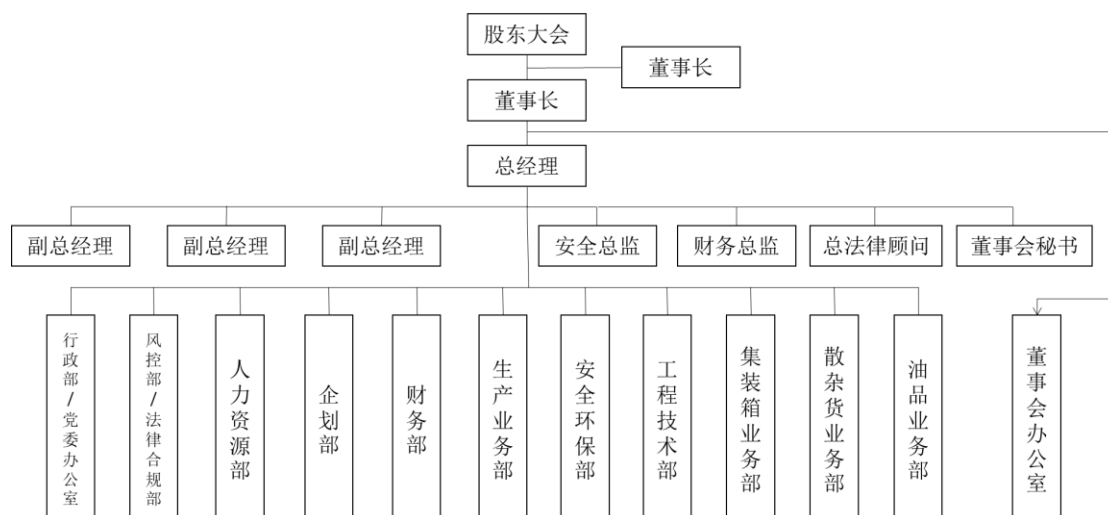 股东大会
董事长
董事长
总经理
副总经理
副总经理
副总经理
安全总监
财务总监
总法律顾问
董事会秘书
行政部/党委办公室
风控部/法律合规部
人力资源部
企划部
财务部
生产业务部
安全环保部
工程技术部
集装箱业务部
散杂货业务部
油品业务部
董事会办公室